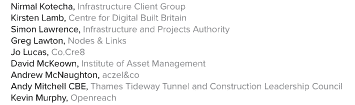 Nirmal Kotecha, Infrastructure Client Group
Kirsten Lamb, Centre for Digital Built Britain
Simon Lawrence, Infrastructure and Projects Authority
Greg Lawton, Nodes & Links
Jo Lucas, Co.Cre8
David McKeown, Institute of Asset Management
Andrew McNaughton, aczel&co
Andy Mitchell CBE, Thames Tideway Tunnel and Construction Leadership Council
Kevin Murphy, Openreach